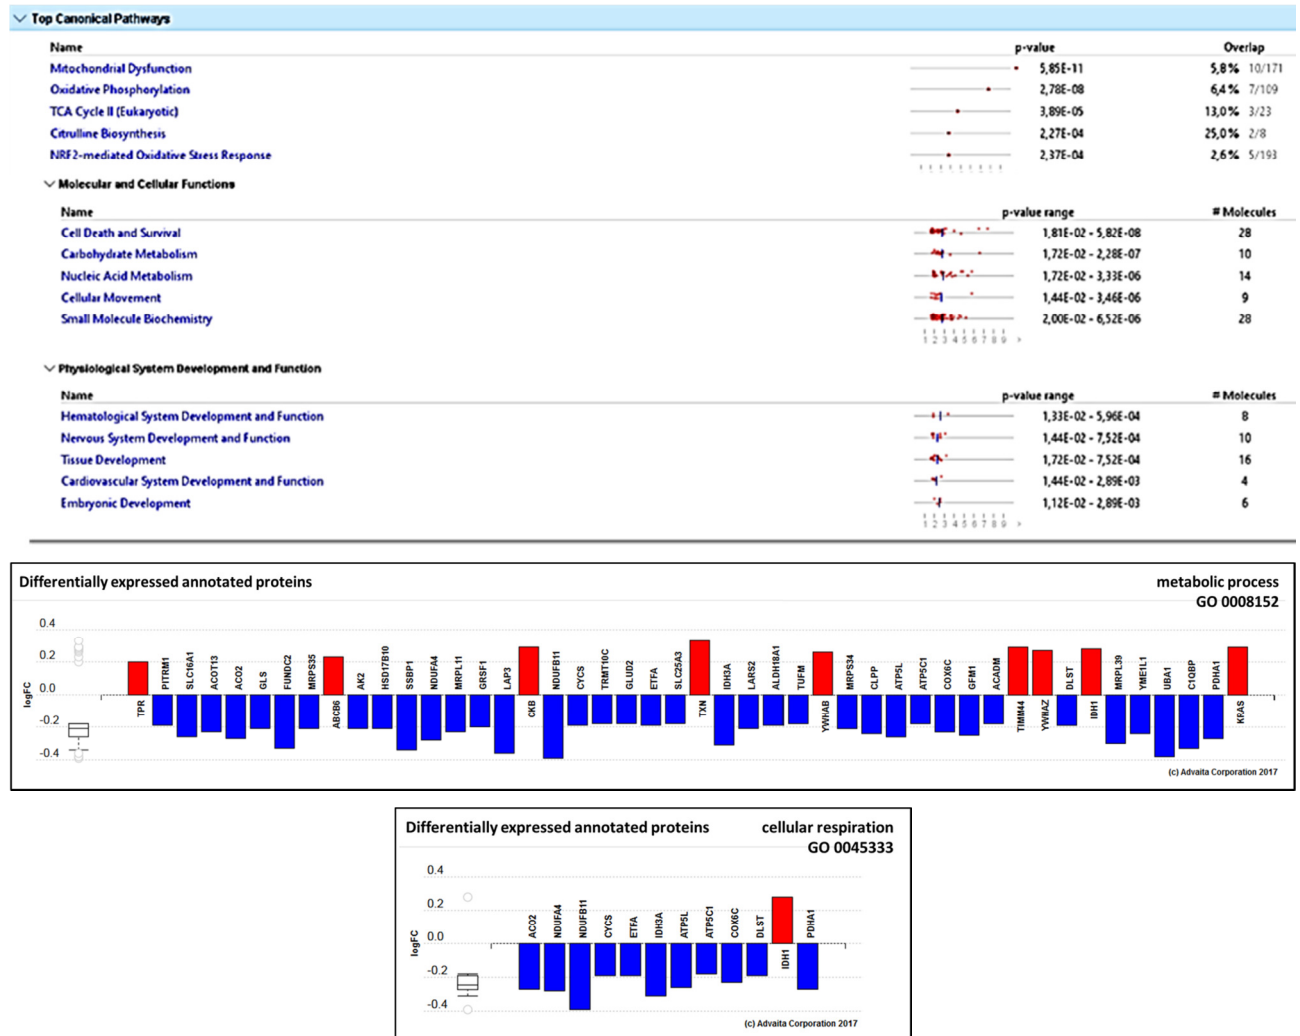 Top Canonical Pathways
Name p-value Overlap
Mitochondrial Dysfunction 5,85E-11 5,8% 10/171
Oxidative Phosphorylation 2,78E-08 6,4% 7/109
TCA Cycle II (Eukaryotic) 3,89E-05 13,0% 3/23
Citrulline Biosynthesis 2,27E-04 25,0% 2/8
NRF2-mediated Oxidative Stress Response 2,37E-04 2,6% 5/193
Molecular and Cellular Functions
Name p-value range # Molecules
Cell Death and Survival 1,81E-02 - 5,82E-08 28
Carbohydrate Metabolism 1,72E-02 - 2,28E-07 10
Nucleic Acid Metabolism 1,72E-02 - 3,33E-06 14
Cellular Movement 1,44E-02 - 3,46E-06 9
Small Molecule Biochemistry 2,00E-02 - 6,52E-06 28
1 2 3 4 5 6 7 8 9 >
Physiological System Development and Function
Name p-value range # Molecules
Hematological System Development and Function 1,33E-02 - 5,96E-04 8
Nervous System Development and Function 1,44E-02 - 7,52E-04 10
Tissue Development 1,72E-02 - 7,52E-04 16
Cardiovascular System Development and Function 1,44E-02 - 2,89E-03 4
Embryonic Development 1,12E-02 - 2,89E-03 6
1 2 3 4 5 6 7 8 9 >
Differentially expressed annotated proteins metabolic process
GO 0008152
logFC
0.4
0.2
0.0
-0.2
-0.4
TPR PITRM1 SLC16A1 ACOT13 ACO2 GLS FUNDC2 MRPS35 ABCB6 AK2 HSD17B10 SSBP1 NDUFA4 MRPL11 GRSF1 LAP3 CKB NDUFB11 CYCS TRMT10C GLUD2 ETFA SLC25A3 TXN IDH3A LARS2 ALDH18A1 TUFM YWHAB MRPS34 CLPP ATP5L ATP5C1 COX6C GFM1 ACADM TIMM44 YWHAZ DLST IDH1 MRPL39 YME1L1 UBA1 C1QBP PDHA1 KRAS
(c) Advaita Corporation 2017
Differentially expressed annotated proteins cellular respiration
GO 0045333
logFC
0.4
0.2
0.0
-0.2
-0.4
ACO2 NDUFA4 NDUFB11 CYCS ETFA IDH3A ATP5L ATP5C1 COX6C DLST IDH1 PDHA1
(c) Advaita Corporation 2017